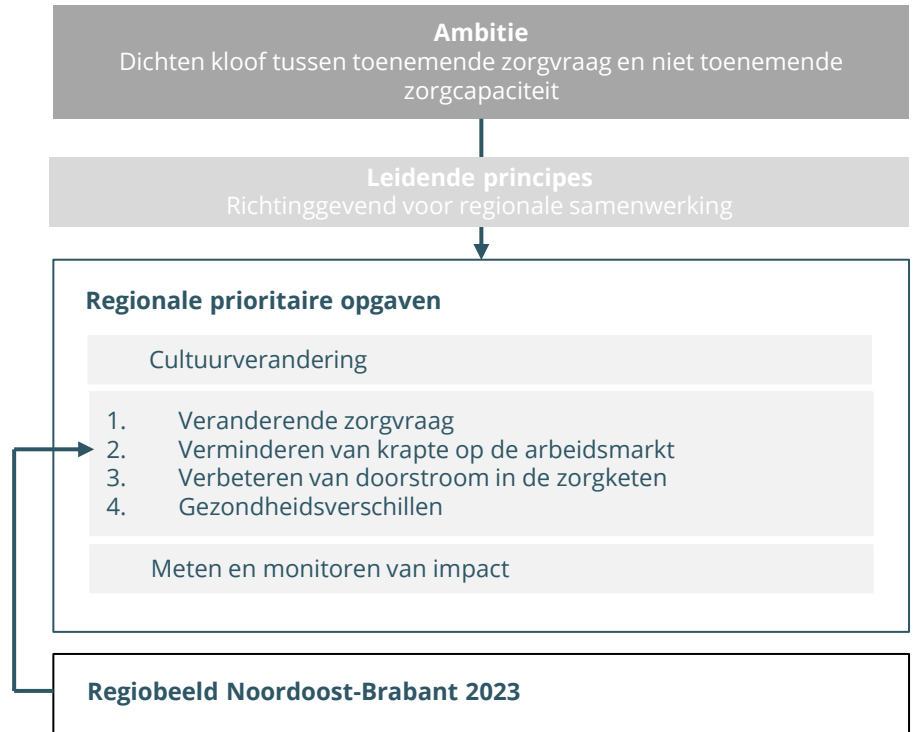 Ambitie
Dichten kloof tussen toenemende zorgvraag en niet toenemende
zorgcapaciteit
Leidende principes
Richtinggevend voor regionale samenwerking
Regionale prioritaire opgaven
Cultuurverandering
1. Veranderende zorgvraag
2. Verminderen van krapte op de arbeidsmarkt
3. Verbeteren van doorstroom in de zorgketen
4. Gezondheidsverschillen
Meten en monitoren van impact
Regiobeeld Noordoost-Brabant 2023